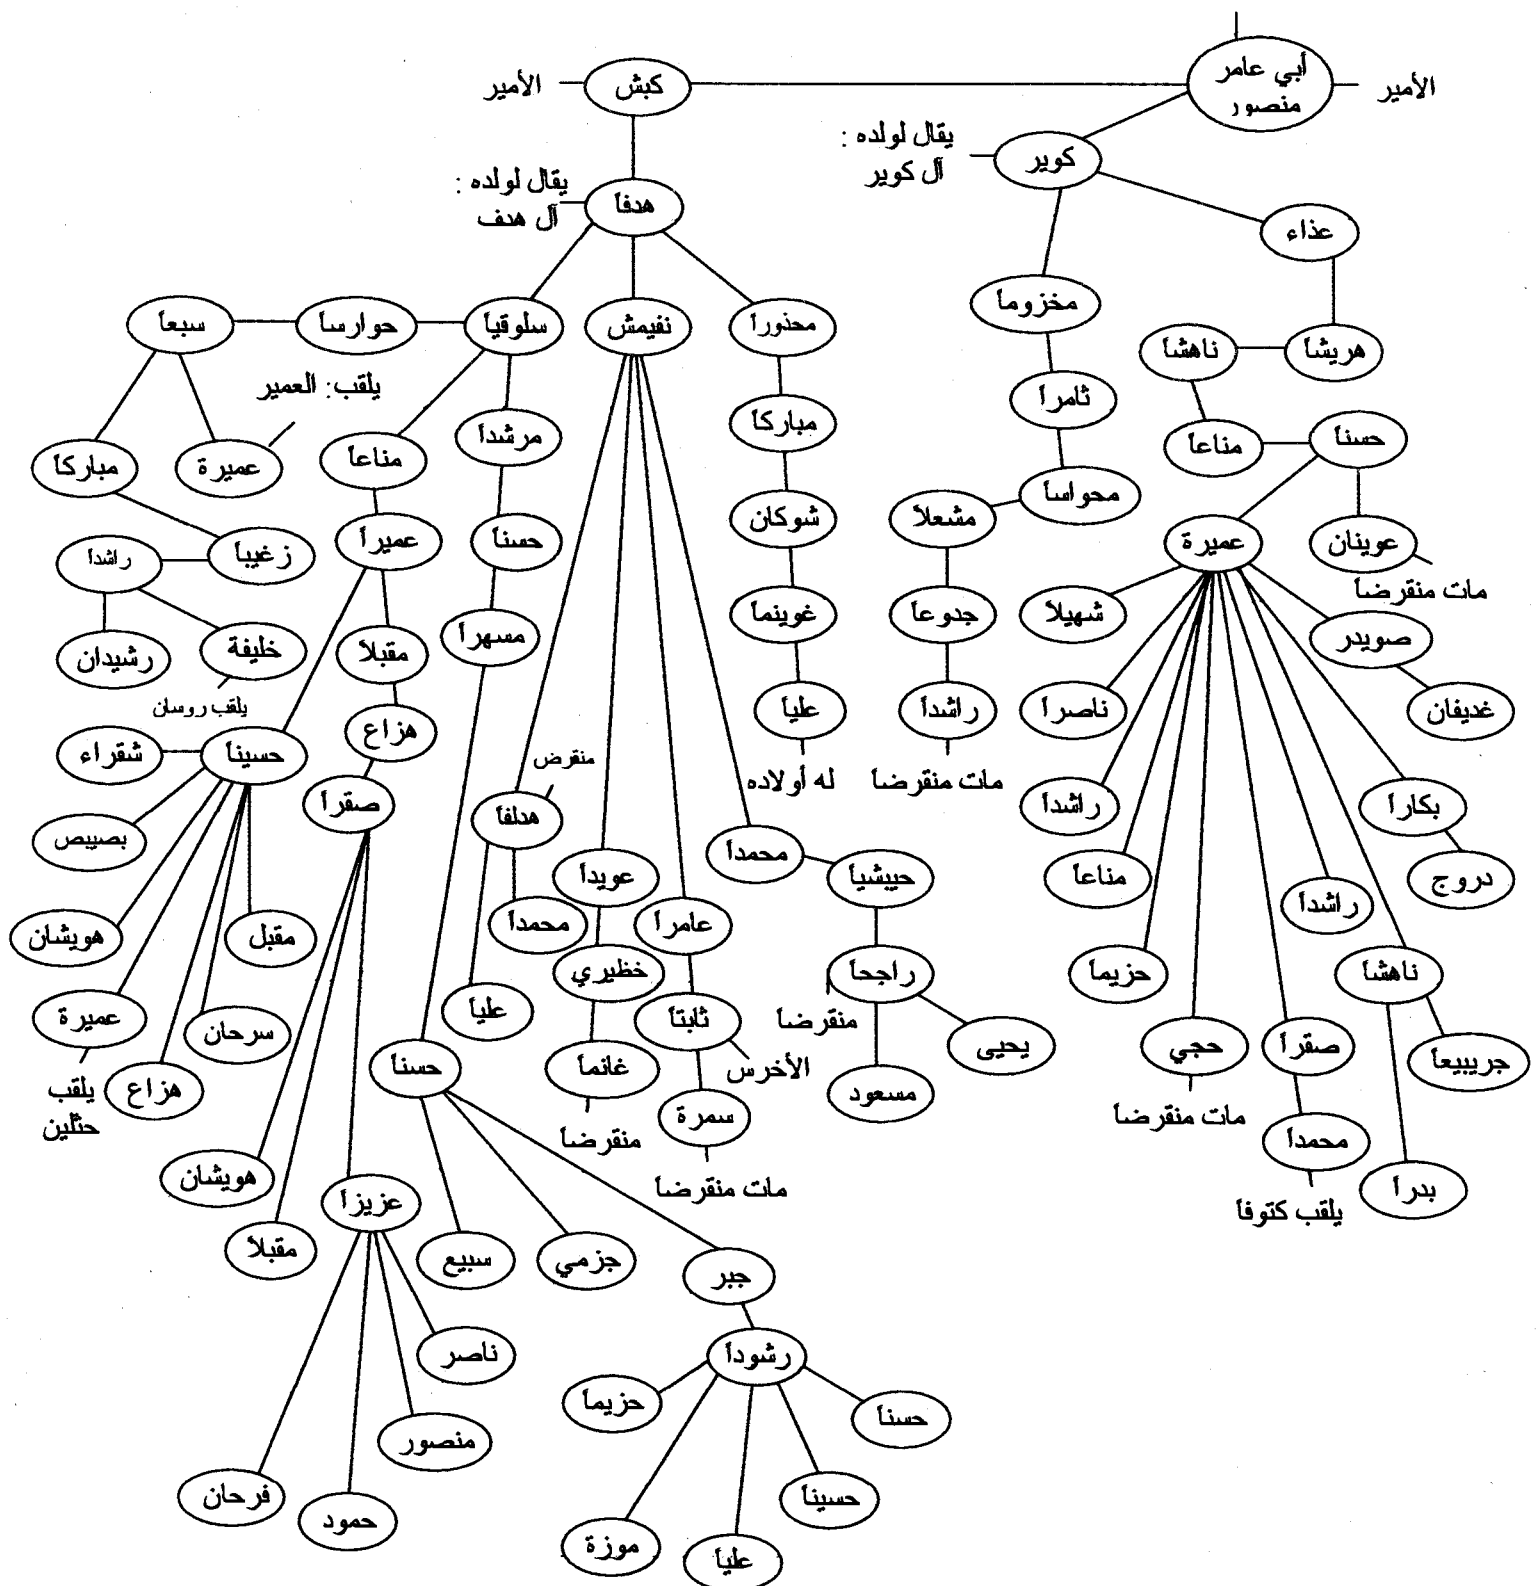 أبي عامر
منصور
الأمير
كبش
الأمير
كوير
يقال لولده :
آل كوير
هدفاً
يقال لولده :
آل هدف
عذاء
مخزوماً
محذوراً
نفيمش
سلوقياً
حوارساً
سبعاً
هريشاً
ناهشاً
يلقب: العمير
ثامراً
مباركاً
مرشداً
حسناً
مناعاً
مناعاً
عميرة
مباركاً
محواساً
مشعلاً
شوكان
حسناً
عميراً
زغيباً
راشداً
عوينان
مات منقرضاً
عميرة
شهيلاً
جدوعاً
غوينماً
مسهراً
مقبلاً
خليفة
رشيدان
يلقب روسان
صويدر
غديفان
ناصراً
راشداً
مات منقرضاً
علياً
له أولاده
هزاع
حسيناً
شقراء
منقرض
هدلفاً
صقراً
بصيبص
بكاراً
دروج
راشداً
مناعاً
راشداً
محمداً
حييشياً
عويداً
عامراً
محمداً
مقبل
هويشان
ناهشاً
حزيماً
راجحاً
منقرضاً
خظيري
علياً
ثابتاً
الأخرس
سرحان
عميرة
يلقب
حثلين
جريبيعاً
صقراً
حجي
مات منقرضاً
يحيى
مسعود
غانماً
منقرضاً
حسناً
هزاع
سمرة
مات منقرضاً
محمداً
يلقب كتوفاً
بدراً
هويشان
عزيزاً
مقبلاً
سبيع
جزمي
جبر
رشوداً
ناصر
حزيماً
حسناً
منصور
فرحان
حمود
حسيناً
موزة
علياً